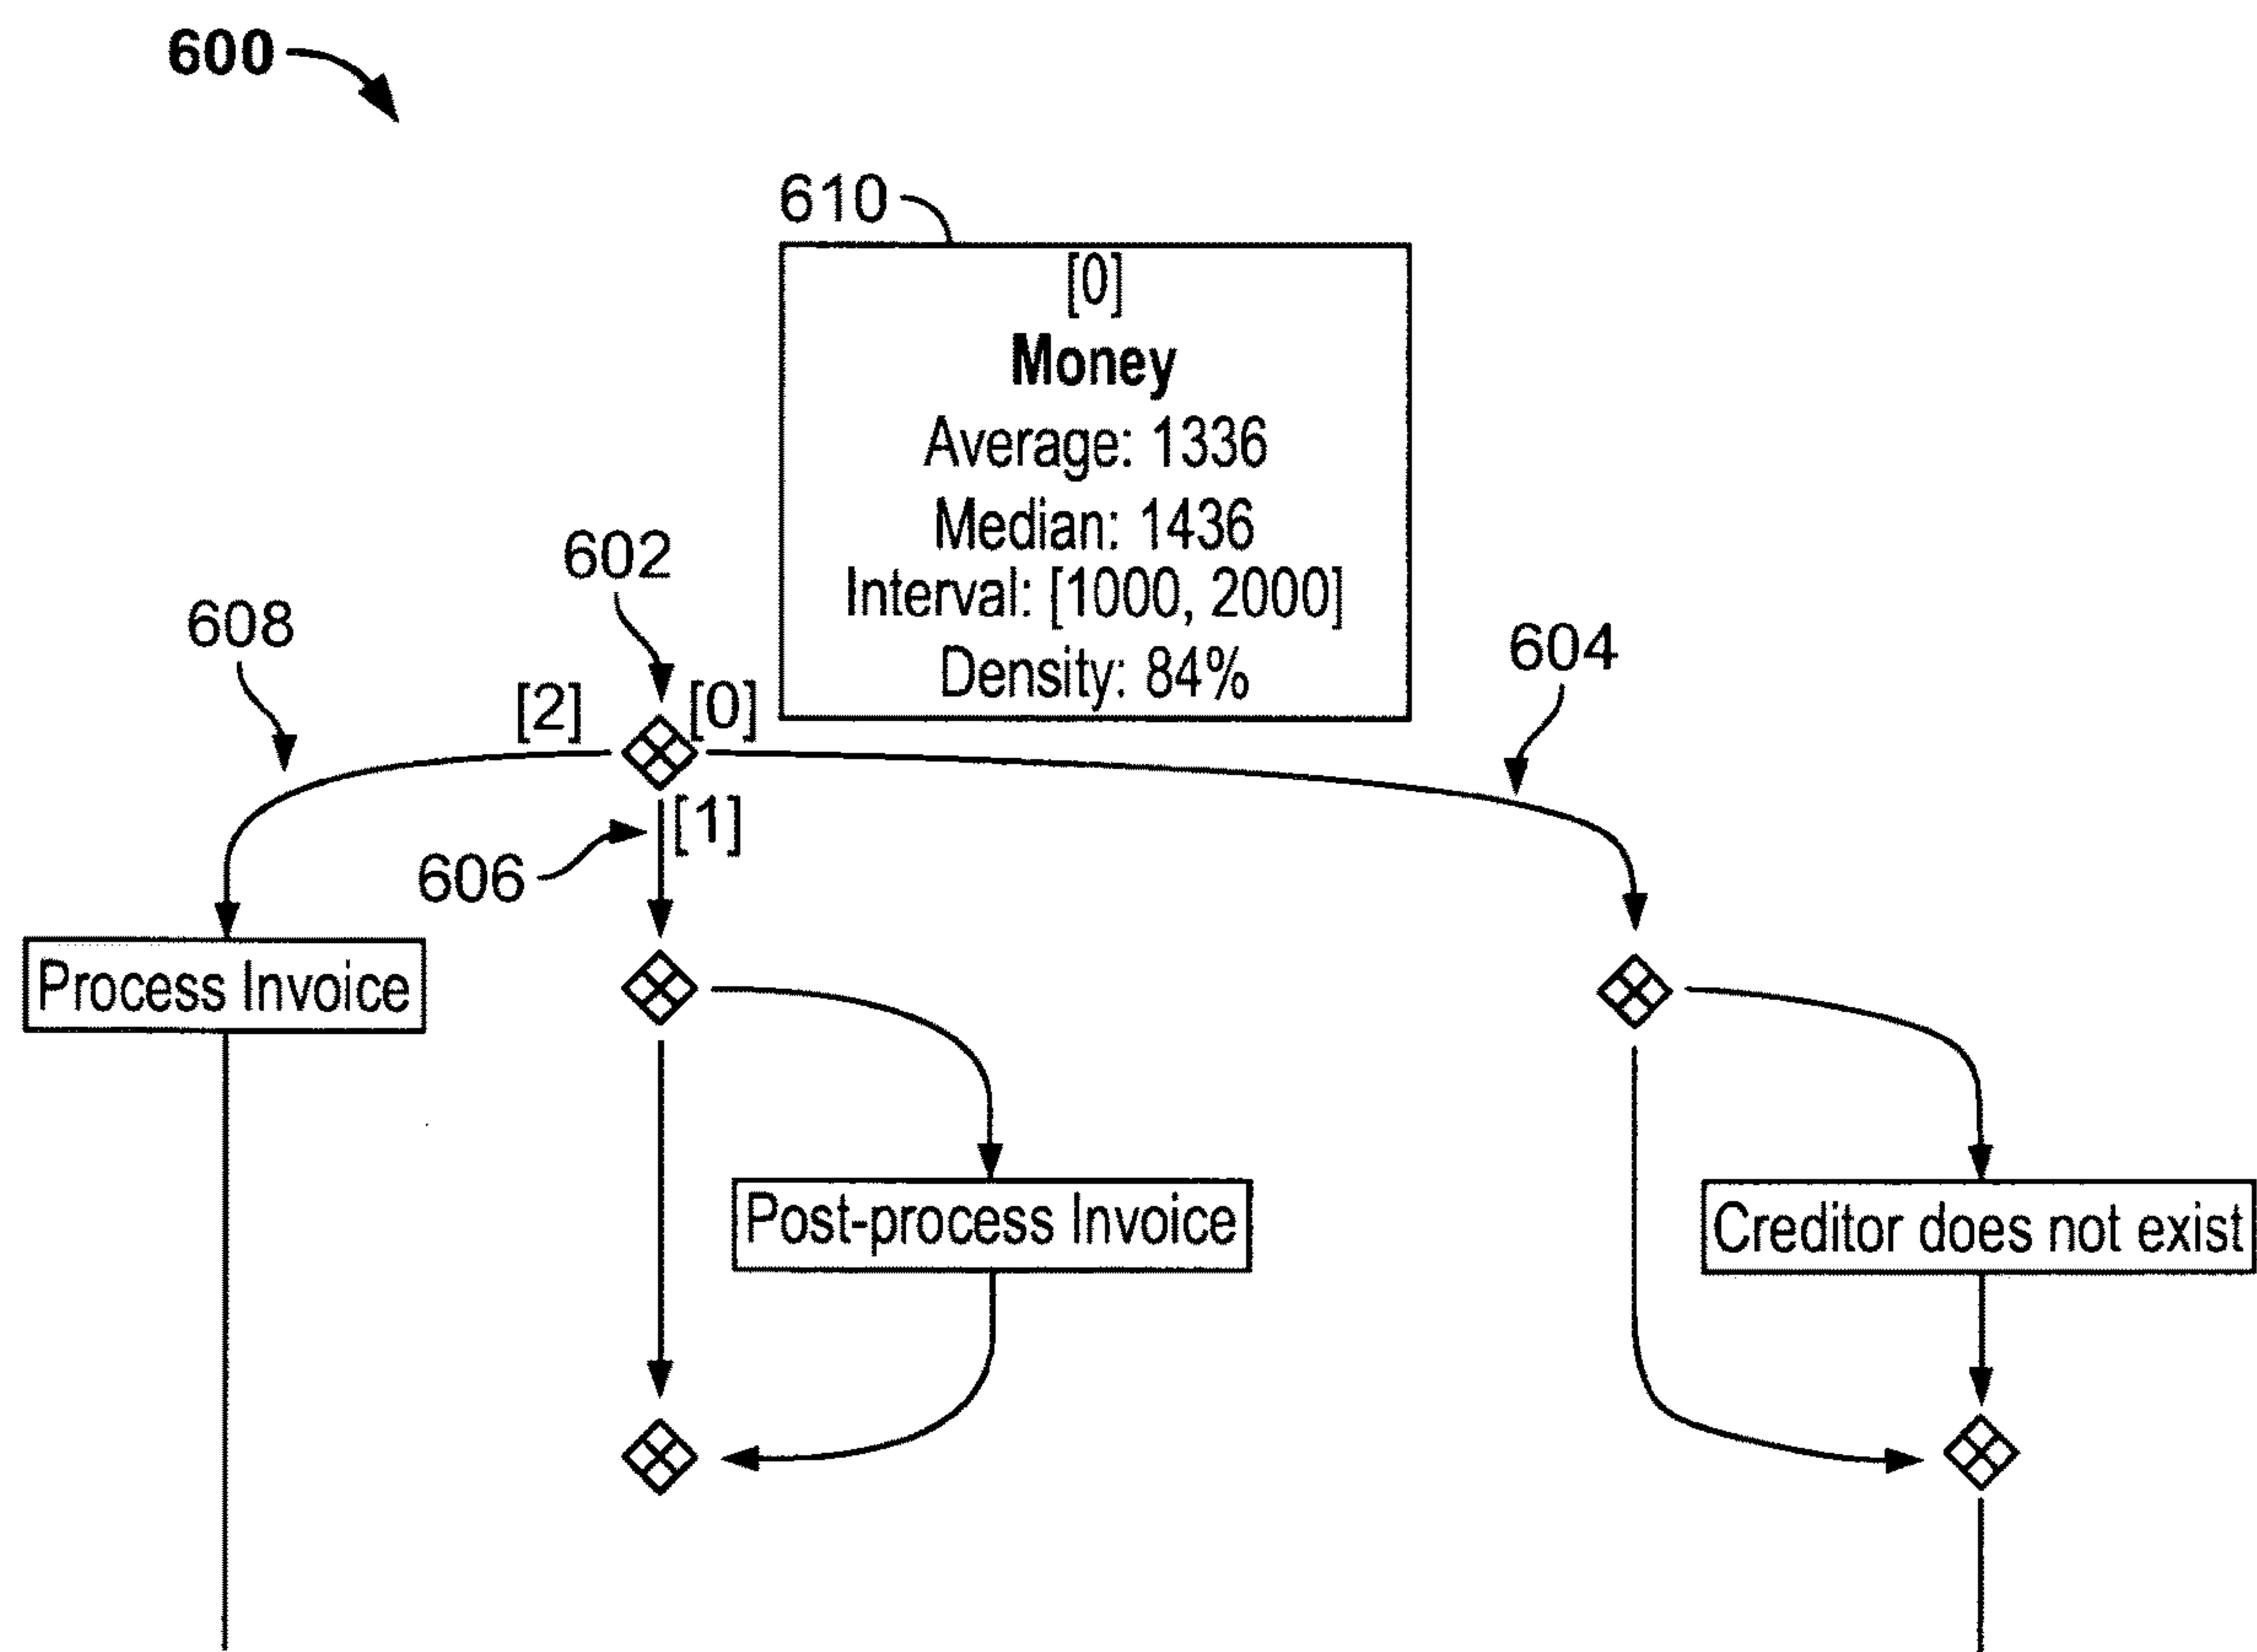 600
610
[0]
Money
Average: 1336
Median: 1436
Interval: [1000, 2000]
Density: 84%
602
608
604
[2]
[0]
[1]
606
Process Invoice
Post-process Invoice
Creditor does not exist